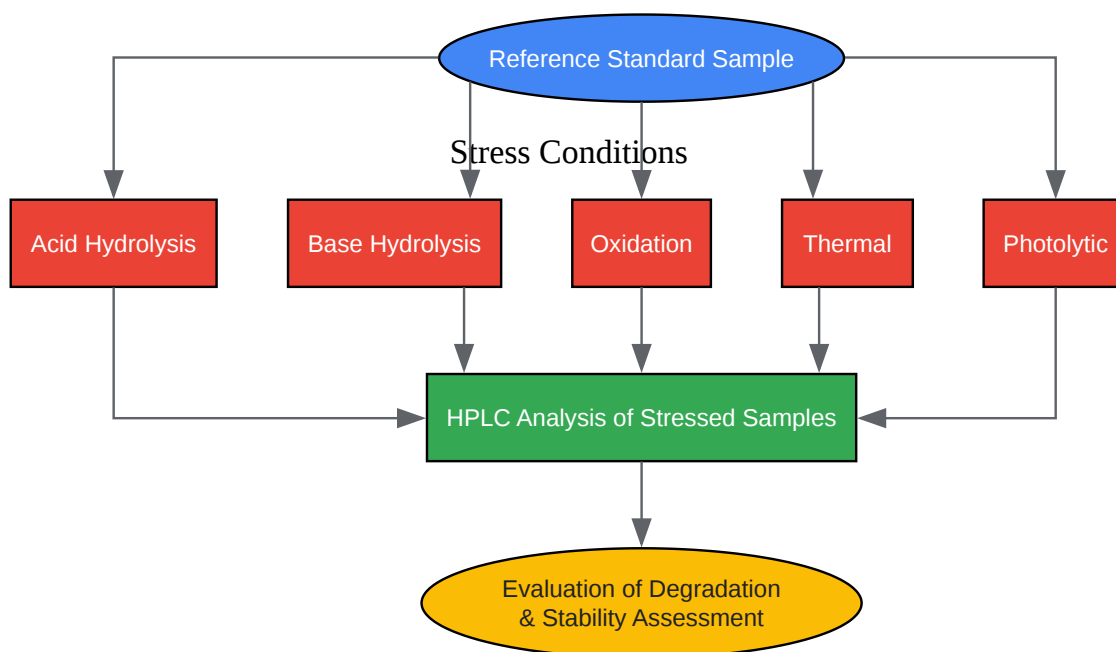 Reference Standard Sample
Stress Conditions
Acid Hydrolysis
Base Hydrolysis
Oxidation
Thermal
Photolytic
HPLC Analysis of Stressed Samples
Evaluation of Degradation
& Stability Assessment